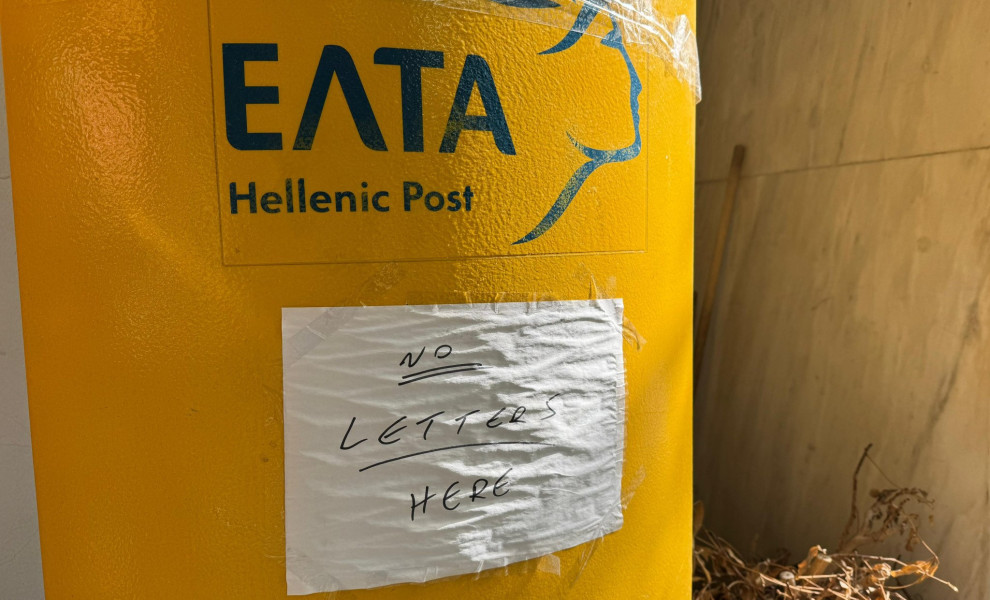 ΕΛΤΑ
Hellenic Post
NO
LETTERS
HERE